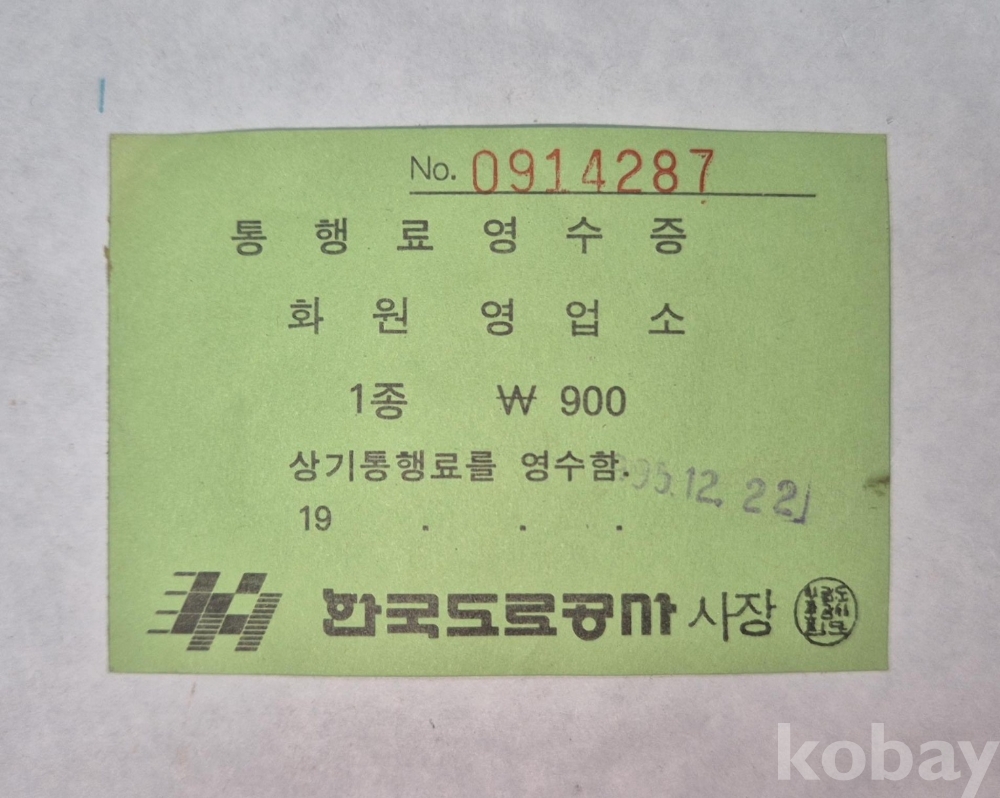 No. 0914287
통행료영수증
화원 영업소
1종 ₩ 900
상기통행료를 영수함.
95.12.22
19 . . .
한국도로공사 사장
kobay